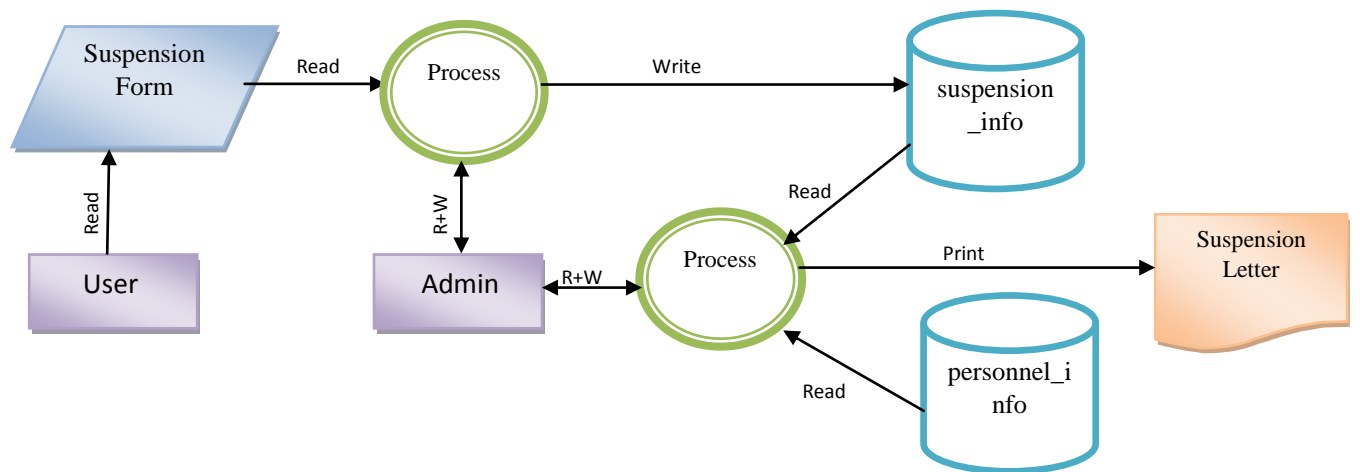 Suspension
Form
Read
Process
Write
suspension
_info
Read
R+W
Read
User
Admin
R+W
Process
Print
Suspension
Letter
Read
personnel_i
nfo